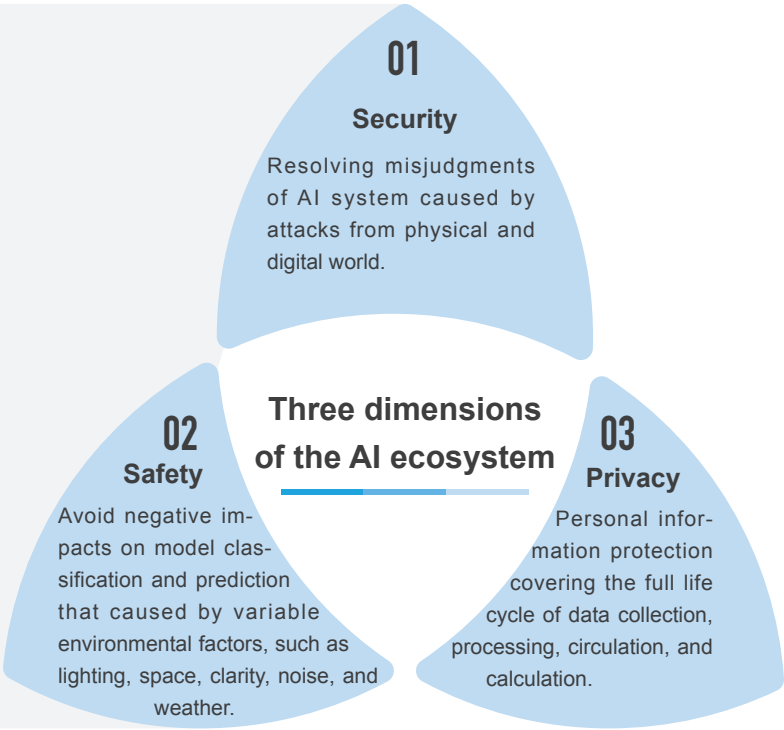 01
Security
Resolving misjudgments
of AI system caused by
attacks from physical and
digital world.
Three dimensions
of the AI ecosystem
02
Safety
Avoid negative im-
pacts on model clas-
sification and prediction
that caused by variable
environmental factors, such as
lighting, space, clarity, noise, and
weather.
03
Privacy
Personal infor-
mation protection
covering the full life
cycle of data collection,
processing, circulation, and
calculation.